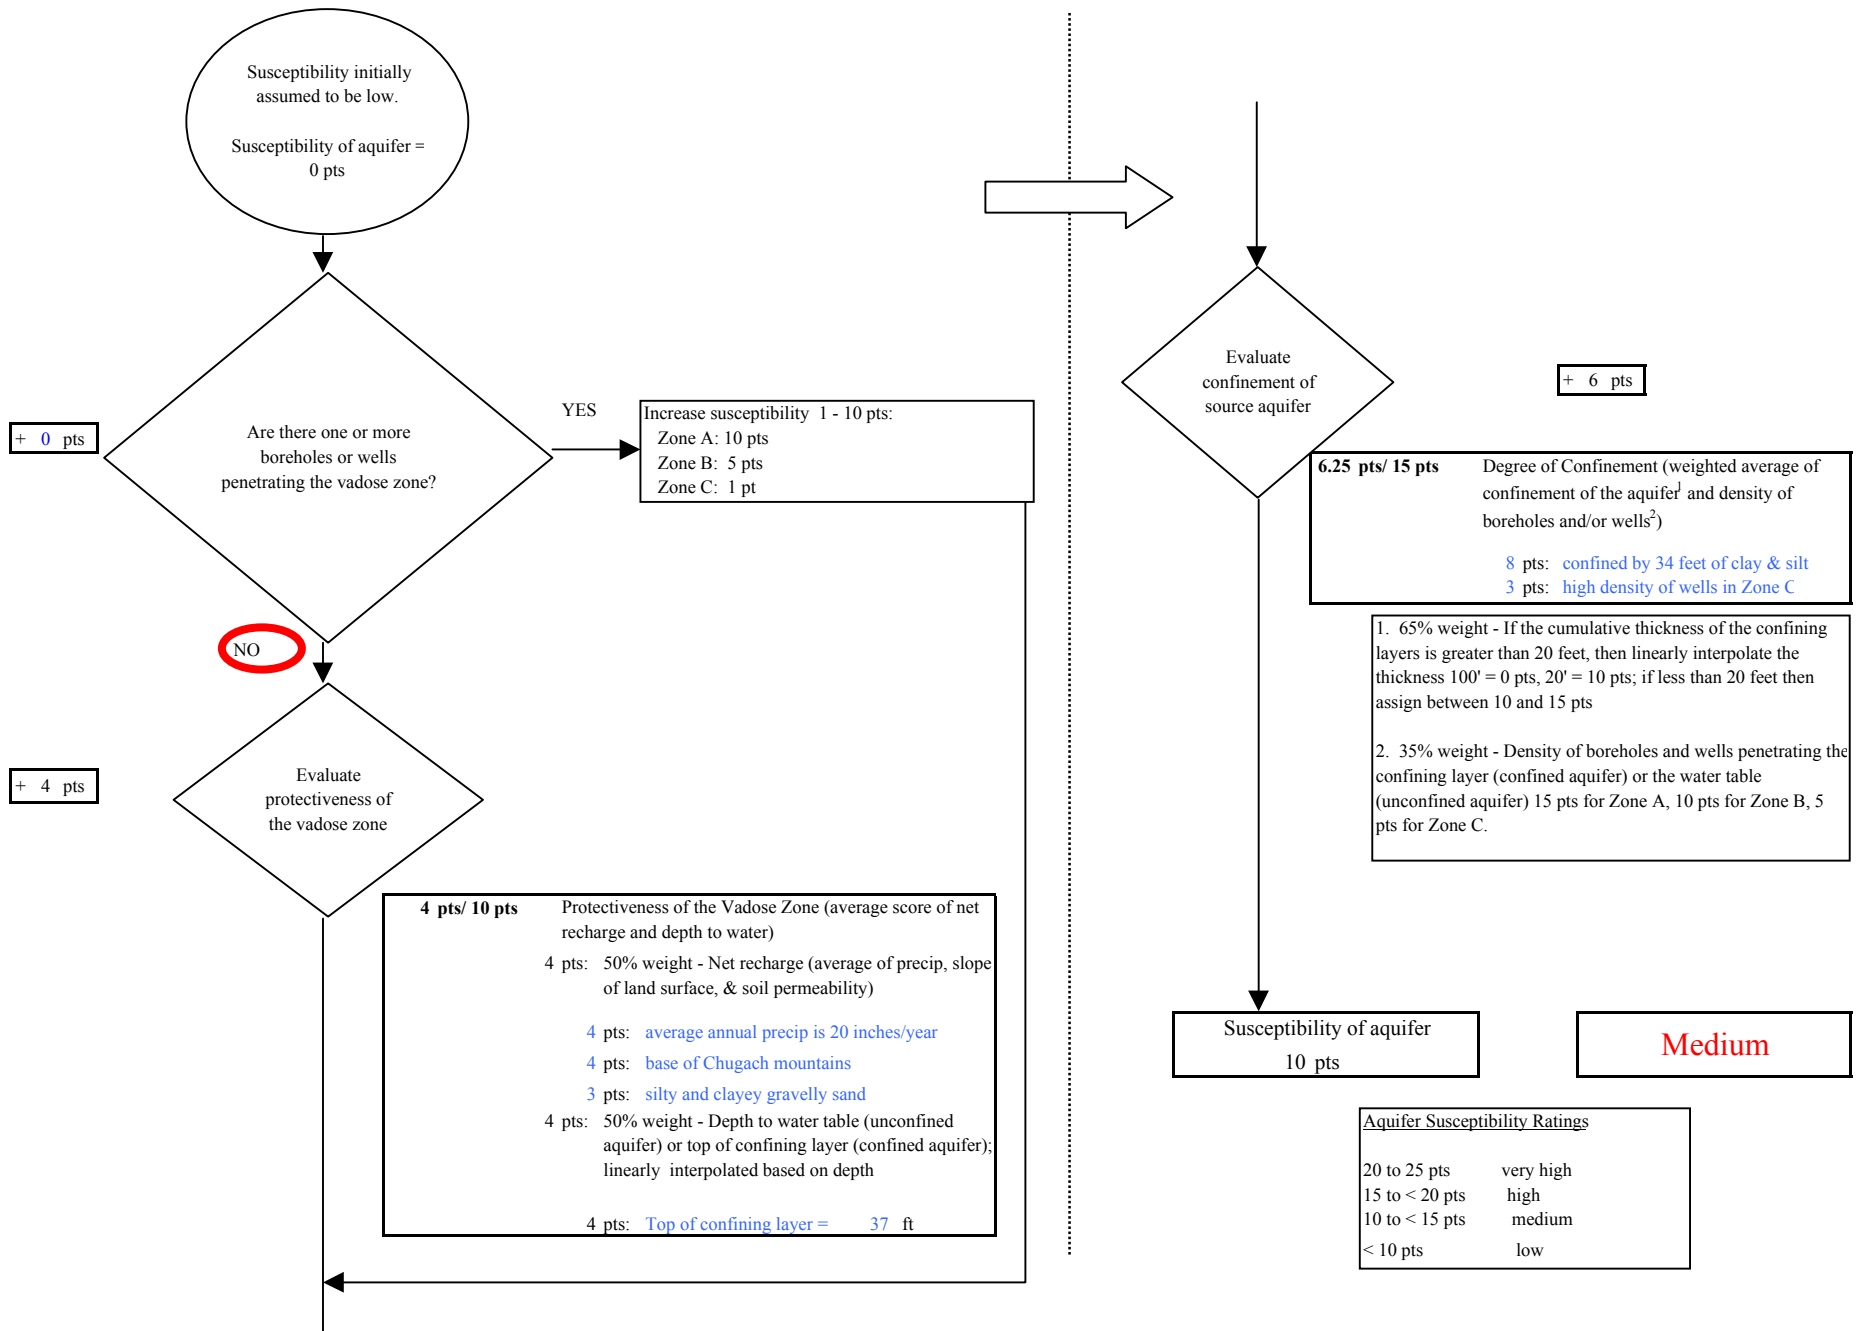 Susceptibility initially
assumed to be low.
Susceptibility of aquifer =
0 pts
+ 0 pts
Are there one or more
boreholes or wells
penetrating the vadose zone?
YES
Increase susceptibility 1 - 10 pts:
Zone A: 10 pts
Zone B: 5 pts
Zone C: 1 pt
NO
+ 4 pts
Evaluate
protectiveness of
the vadose zone
4 pts/ 10 pts Protectiveness of the Vadose Zone (average score of net
recharge and depth to water)
4 pts: 50% weight - Net recharge (average of precip, slope
of land surface, & soil permeability)
4 pts: average annual precip is 20 inches/year
4 pts: base of Chugach mountains
3 pts: silty and clayey gravelly sand
4 pts: 50% weight - Depth to water table (unconfined
aquifer) or top of confining layer (confined aquifer);
linearly interpolated based on depth
4 pts: Top of confining layer = 37 ft
Evaluate
confinement of
source aquifer
+ 6 pts
6.25 pts/ 15 pts Degree of Confinement (weighted average of
confinement of the aquifer1 and density of
boreholes and/or wells2)
8 pts: confined by 34 feet of clay & silt
3 pts: high density of wells in Zone C
1. 65% weight - If the cumulative thickness of the confining
layers is greater than 20 feet, then linearly interpolate the
thickness 100' = 0 pts, 20' = 10 pts; if less than 20 feet then
assign between 10 and 15 pts
2. 35% weight - Density of boreholes and wells penetrating the
confining layer (confined aquifer) or the water table
(unconfined aquifer) 15 pts for Zone A, 10 pts for Zone B, 5
pts for Zone C.
Susceptibility of aquifer
10 pts
Medium
Aquifer Susceptibility Ratings
20 to 25 pts very high
15 to < 20 pts high
10 to < 15 pts medium
< 10 pts low